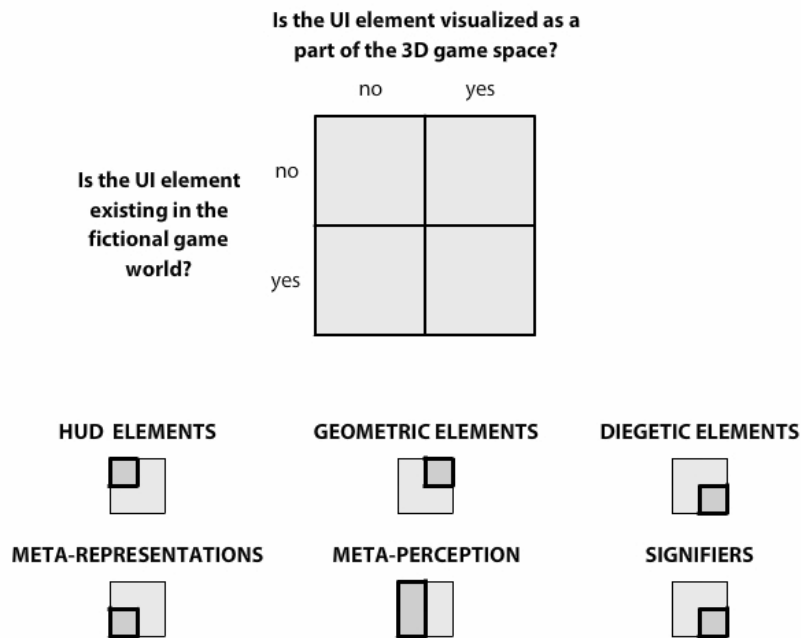 Is the UI element visualized as a
part of the 3D game space?
no yes
Is the UI element
existing in the
fictional game
world?
no
yes
HUD ELEMENTS
GEOMETRIC ELEMENTS
DIEGETIC ELEMENTS
META-REPRESENTATIONS
META-PERCEPTION
SIGNIFIERS